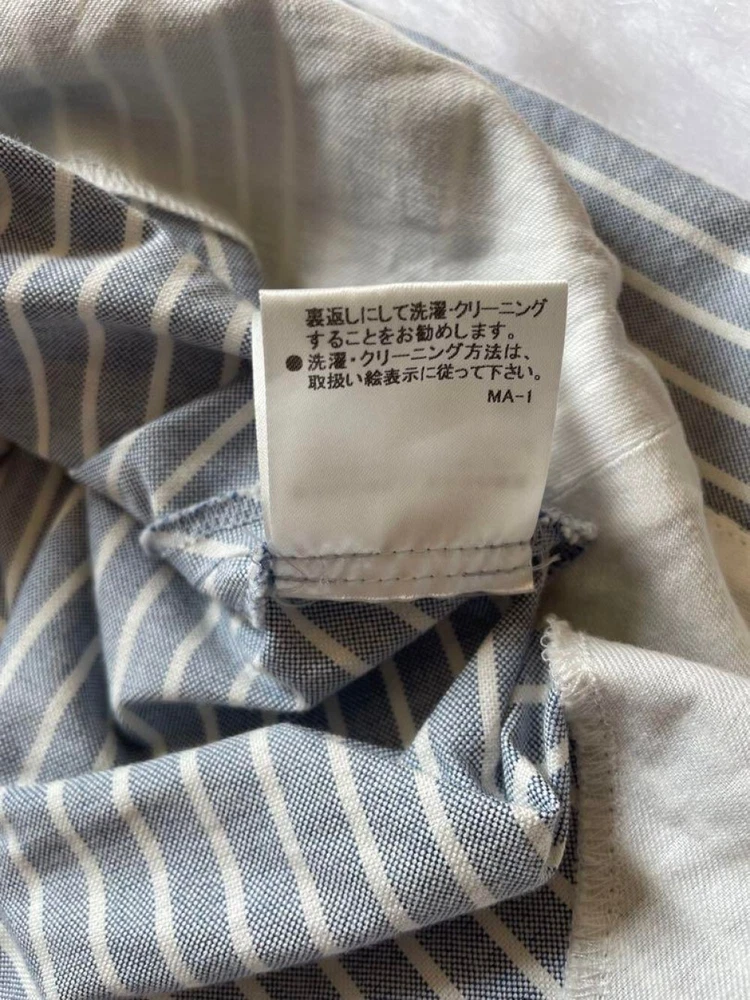 裏返しにして洗濯・クリーニング
することをお勧めします。
●洗濯・クリーニング方法は、
取扱い絵表示に従って下さい。
MA-1